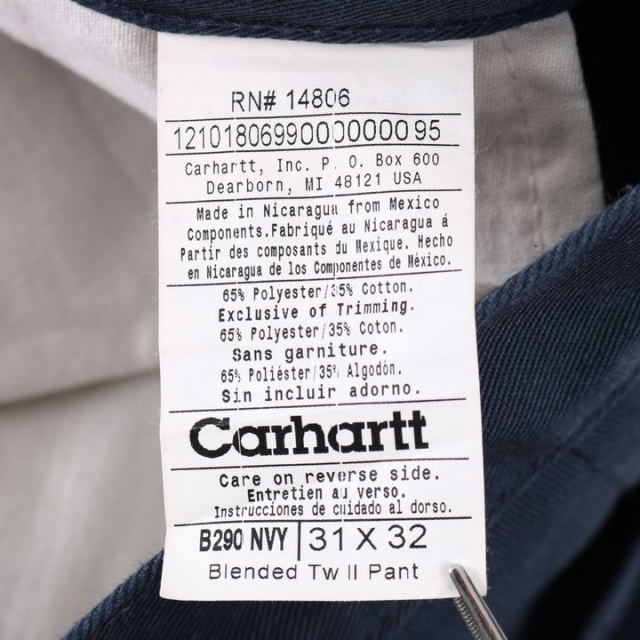 RN# 14806
12101806990000000095
Carhartt, Inc. P. O. Box 600
Dearborn, MI 48121 USA
Made in Nicaragua from Mexico
Components.Fabriqué au Nicaragua á
Partir des composants du Mexique. Hecho
en Nicaragua de los Componentes de México.
65% Polyester/35% Cotton.
Exclusive of Trimming.
65% Polyester/35% Coton.
Sans garniture.
65% Poliéster/35% Algodón.
Sin incluir adorno.
Carhartt
Care on reverse side.
Entretien au verso.
Instrucciones de cuidado al dorso.
B290 NVY 31 X 32
Blended Twill Pant